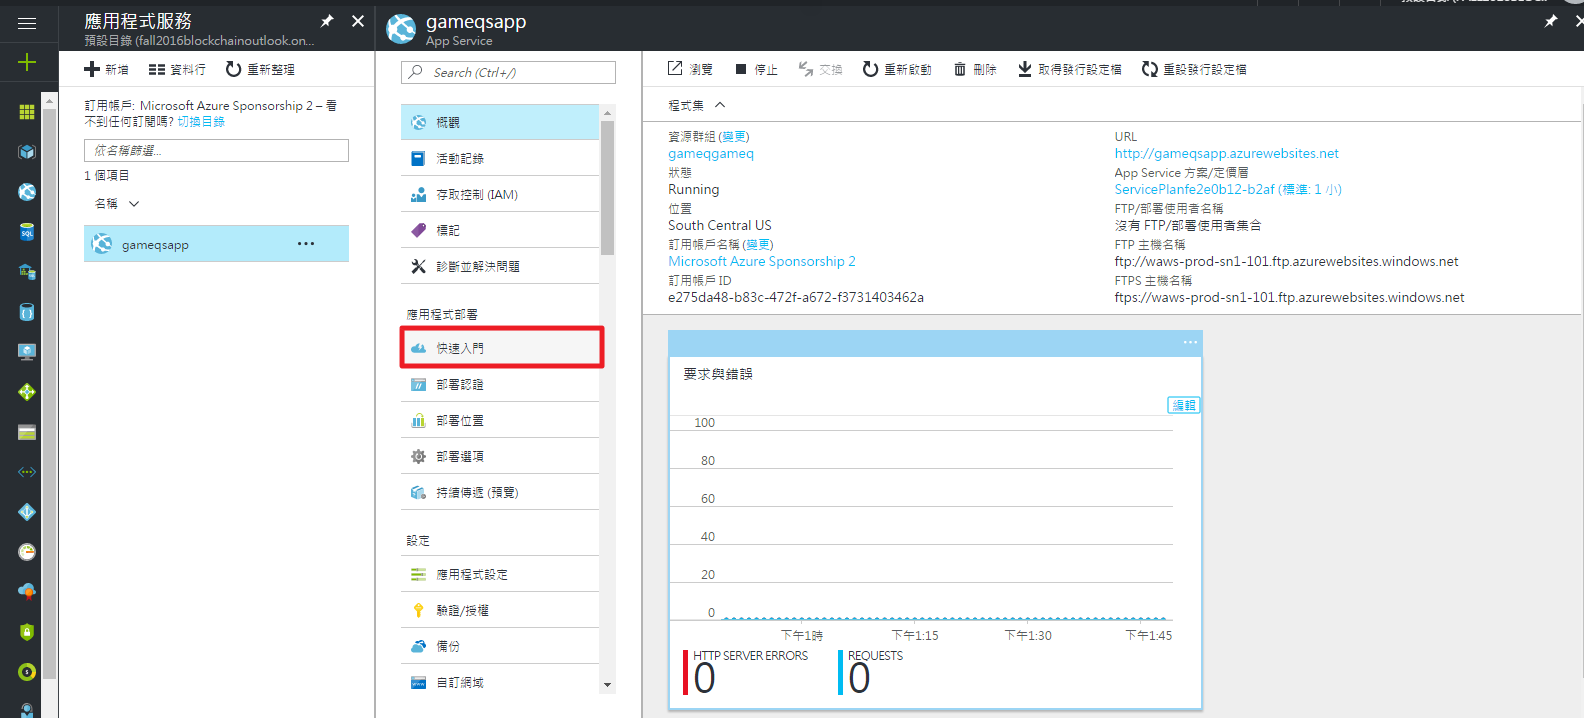 應用程式服務
預設目錄 (fall2016blockchainoutlook.on...
新增
資料行
重新整理
訂用帳戶: Microsoft Azure Sponsorship 2 – 看
不到任何訂閱嗎? 切換目錄
依名稱篩選...
1 個項目
名稱
gameqsapp
gameqsapp
App Service
Search (Ctrl+/)
概觀
活動記錄
存取控制 (IAM)
標記
診斷並解決問題
應用程式部署
快速入門
部署認證
部署位置
部署選項
持續傳遞 (預覽)
設定
應用程式設定
驗證/授權
備份
自訂網域
瀏覽
停止
交換
重新啟動
刪除
取得發行設定檔
重設發行設定檔
程式集
資源群組 (變更)
gameqgameq
狀態
Running
位置
South Central US
訂用帳戶名稱 (變更)
Microsoft Azure Sponsorship 2
訂用帳戶 ID
e275da48-b83c-472f-a672-f3731403462a
URL
http://gameqsapp.azurewebsites.net
App Service 方案/定價層
ServicePlanfe2e0b12-b2af (標準: 1 小)
FTP/部署使用者名稱
沒有 FTP/部署使用者集合
FTP 主機名稱
ftp://waws-prod-sn1-101.ftp.azurewebsites.windows.net
FTPS 主機名稱
ftps://waws-prod-sn1-101.ftp.azurewebsites.windows.net
要求與錯誤
編輯
100
80
60
40
20
0
下午1時
下午1:15
下午1:30
下午1:45
HTTP SERVER ERRORS
0
REQUESTS
0